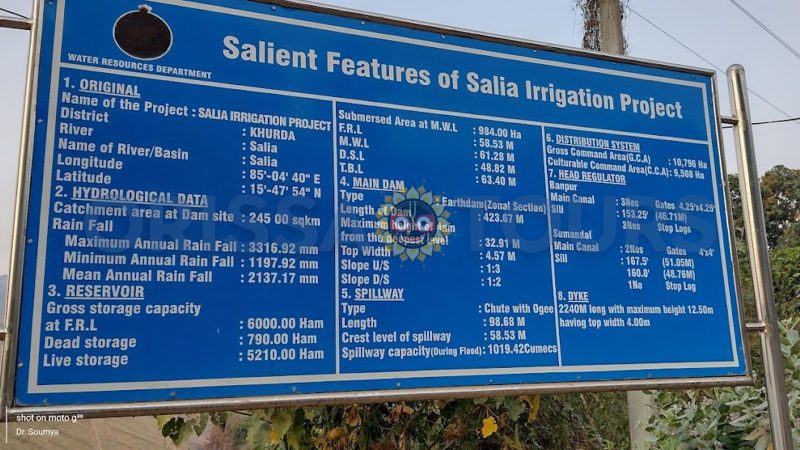 WATER RESOURCES DEPARTMENT
Salient Features of Salia Irrigation Project
1. ORIGINAL
Name of the Project : SALIA IRRIGATION PROJECT
District : KHURDA
River : Salia
Name of River/Basin : Salia
Longitude : 85•04' 40" E
Latitude : 15•47' 54" N
2. HYDROLOGICAL DATA
Catchment area at Dam site : 245.00 sqkm
Rain Fall
Maximum Annual Rain Fall : 3316.92 mm
Minimum Annual Rain Fall : 1197.92 mm
Mean Annual Rain Fall : 2137.17 mm
3. RESERVOIR
Gross storage capacity
at F.R.L : 6000.00 Ham
Dead storage : 790.00 Ham
Live storage : 5210.00 Ham
Submersed Area at M.W.L : 984.00 Ha
F.R.L : 58.53 M
M.W.L : 61.28 M
D.S.L : 48.82 M
T.B.L : 63.40 M
4. MAIN DAM
Type : Earthdam(Zonal Section)
Length of Dam : 423.67 M
Maximum Height of dam
from the deepest level : 32.91 M
Top Width : 4.57 M
Slope U/S : 1:3
Slope D/S : 1:2
5. SPILLWAY
Type : Chute with Ogee
Length : 98.68 M
Crest level of spillway : 58.53 M
Spillway capacity(During Flood) : 1019.42Cumecs
6. DISTRIBUTION SYSTEM
Gross Command Area(G.C.A) : 10,796 Ha
Culturable Command Area(C.C.A) : 9,508 Ha
7. HEAD REGULATOR
Banpur
Main Canal : 3Nos Gates 4.25'x4.25'
Sill : 153.25' (46.71M)
3Nos Stop Logs
Sumandal
Main Canal : 2Nos Gates 4'x4'
Sill : 167.5' (51.05M)
160.0' (48.76M)
1No Stop Log
8. DYKE
2240M long with maximum height 12.50m
having top width 4.00m
ORISSA TOURS
shot on moto g³⁰
Dr. Soumya